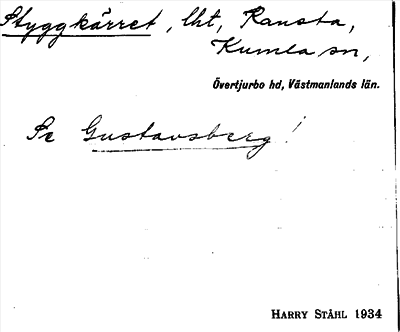 Styggkärret, lht, Ransta,
Kumla sn,
Övertjurbo hd, Västmanlands län.
Se Gustavsberg!
HARRY STÅHL 1934